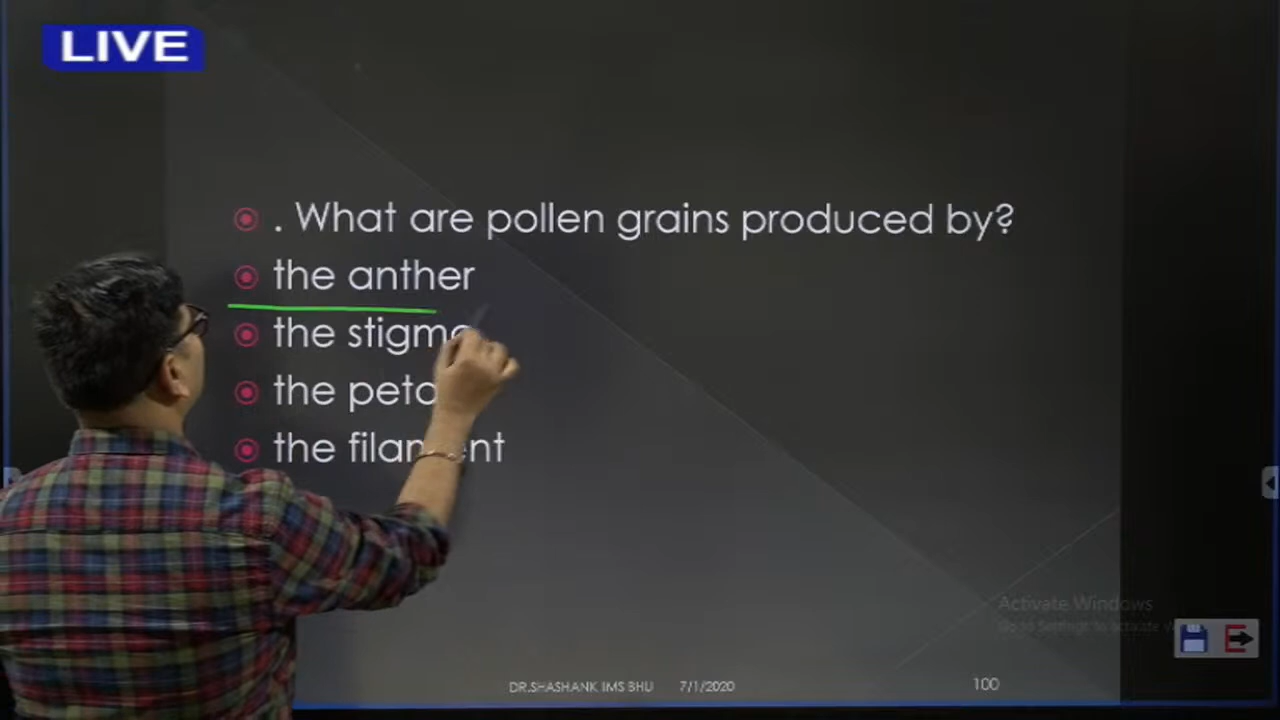 LIVE
. What are pollen grains produced by?
the anther
the
the
the
Activate Windows
DR.SHASHANK IMS BHU 7/1/2020 100